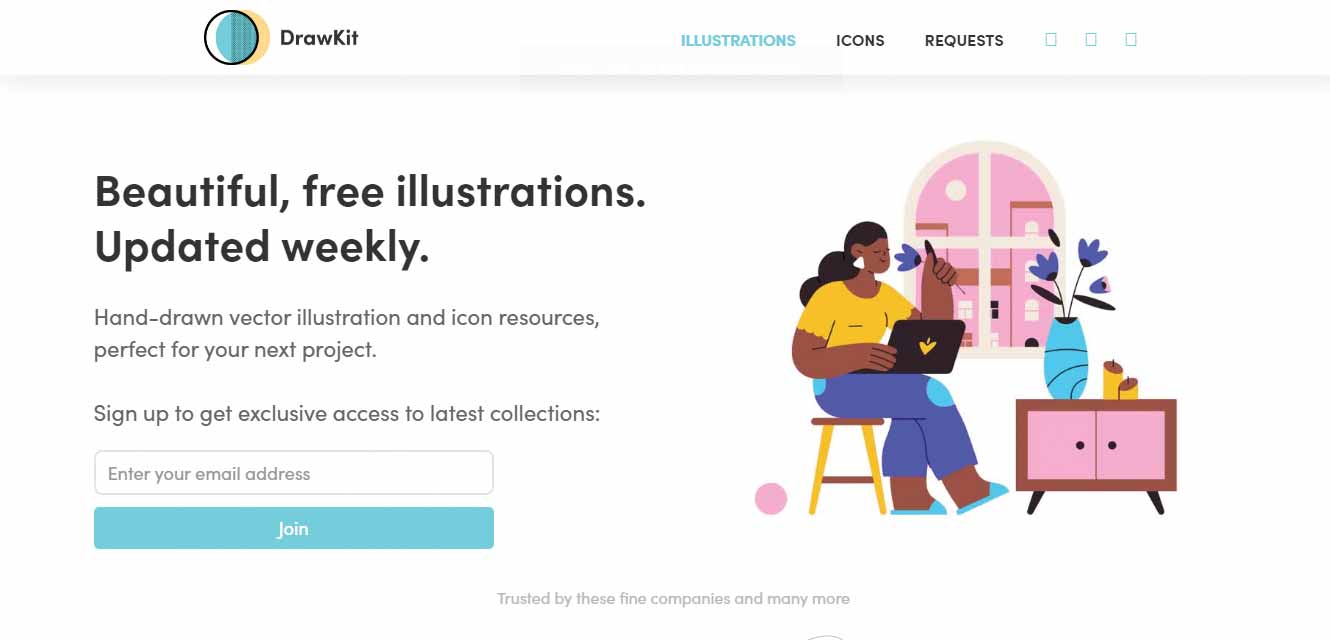 DrawKit
ILLUSTRATIONS ICONS REQUESTS
Beautiful, free illustrations.
Updated weekly.
Hand-drawn vector illustration and icon resources,
perfect for your next project.
Sign up to get exclusive access to latest collections:
Enter your email address
Join
Trusted by these fine companies and many more